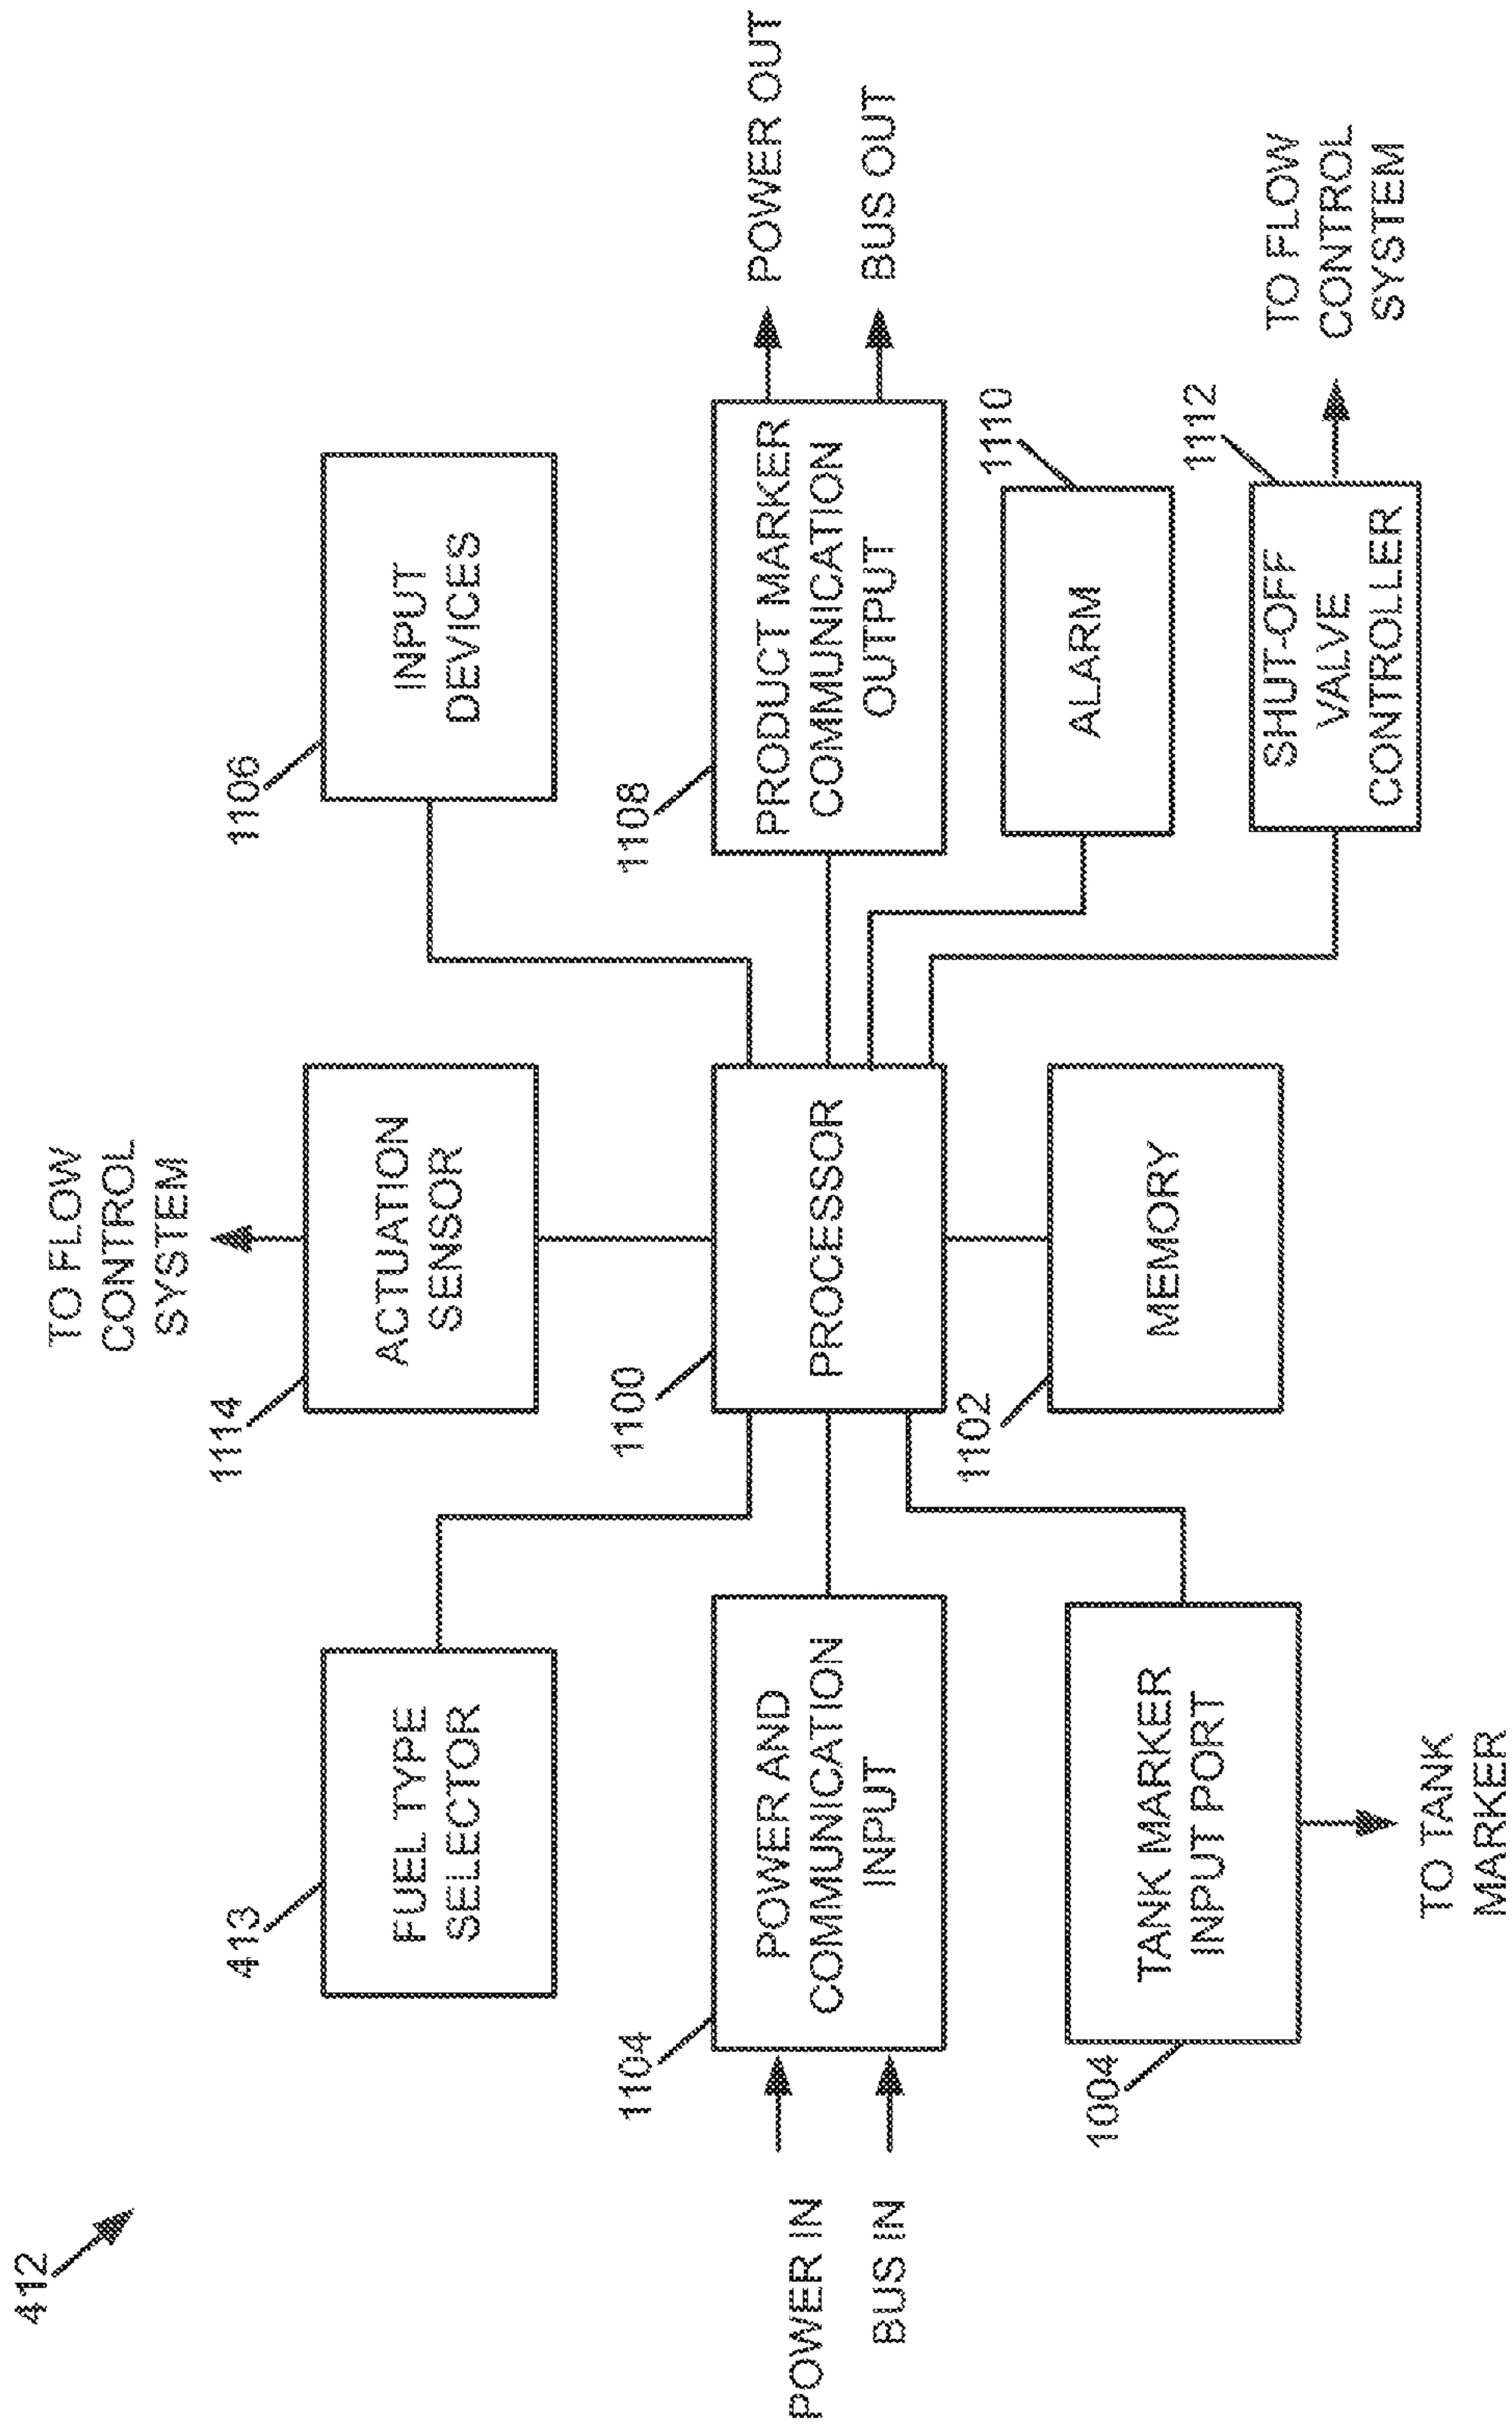 412
TO FLOW
CONTROL
SYSTEM
1114
ACTUATION
SENSOR
413
FUEL TYPE
SELECTOR
1106
INPUT
DEVICES
POWER IN
BUS IN
1104
POWER AND
COMMUNICATION
INPUT
1100
PROCESSOR
1108
PRODUCT MARKER
COMMUNICATION
OUTPUT
POWER OUT
BUS OUT
1004
TANK MARKER
INPUT PORT
TO TANK
MARKER
1102
MEMORY
1110
ALARM
1112
SHUT-OFF
VALVE
CONTROLLER
TO FLOW
CONTROL
SYSTEM